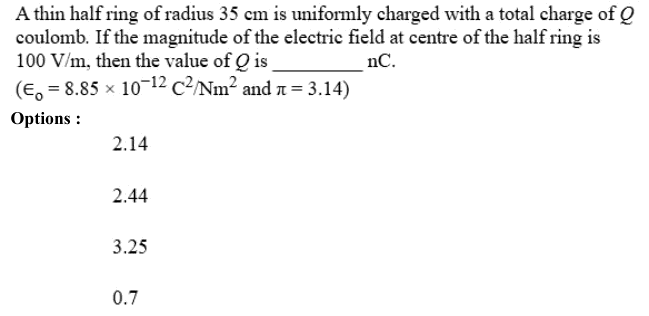 A thin half ring of radius 35 cm is uniformly charged with a total charge of Q
coulomb. If the magnitude of the electric field at centre of the half ring is
100 V/m, then the value of Q is __________ nC.
(∈₀ = 8.85 × 10⁻¹² C²/Nm² and π = 3.14)
Options :
2.14
2.44
3.25
0.7